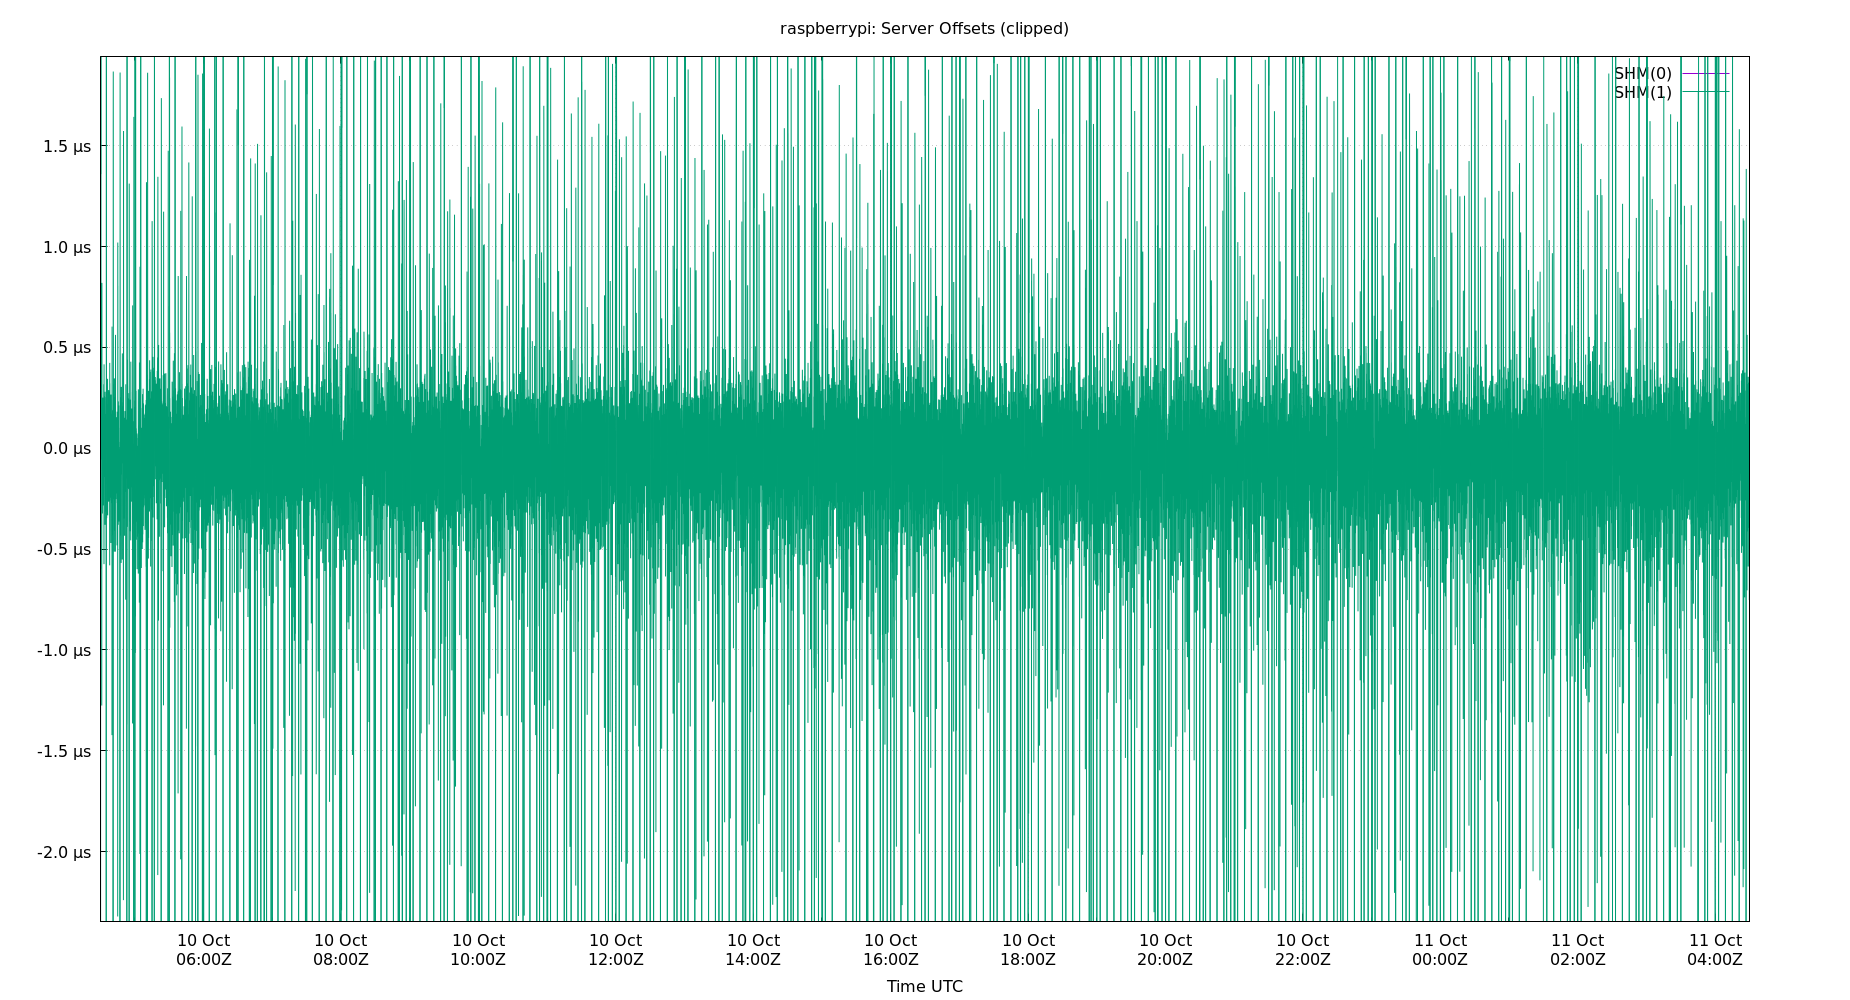 raspberrypi: Server Offsets (clipped)
SHM(0)
SHM(1)
1.5 µs
1.0 µs
0.5 µs
0.0 µs
-0.5 µs
-1.0 µs
-1.5 µs
-2.0 µs
10 Oct 10 Oct 10 Oct 10 Oct 10 Oct 10 Oct 10 Oct 10 Oct 10 Oct 11 Oct 11 Oct 11 Oct
06:00Z 08:00Z 10:00Z 12:00Z 14:00Z 16:00Z 18:00Z 20:00Z 22:00Z 00:00Z 02:00Z 04:00Z
Time UTC